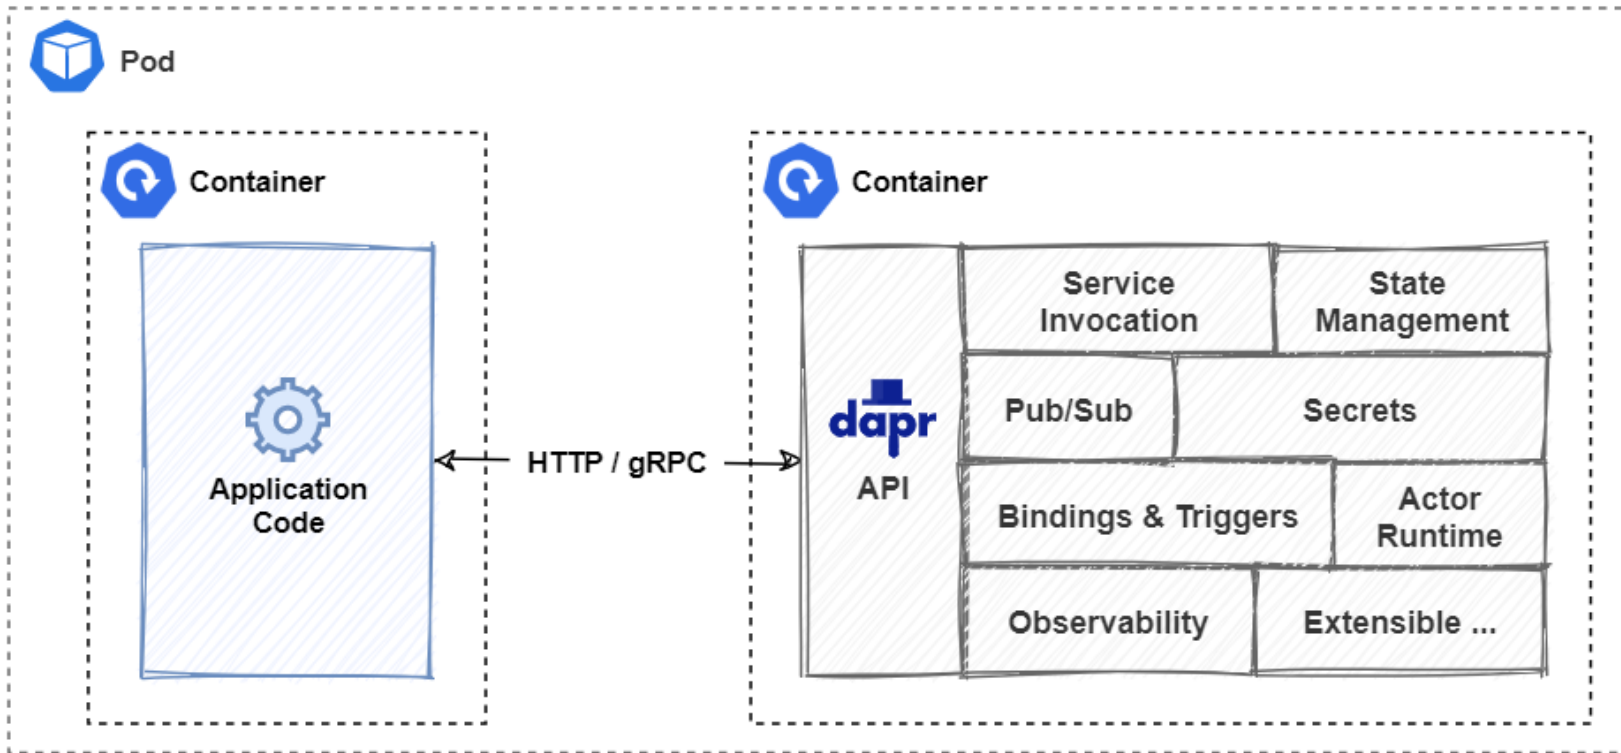 Pod
Container
Application
Code
HTTP / gRPC
Container
dapr
API
Service
Invocation
State
Management
Pub/Sub
Secrets
Bindings & Triggers
Actor
Runtime
Observability
Extensible ...